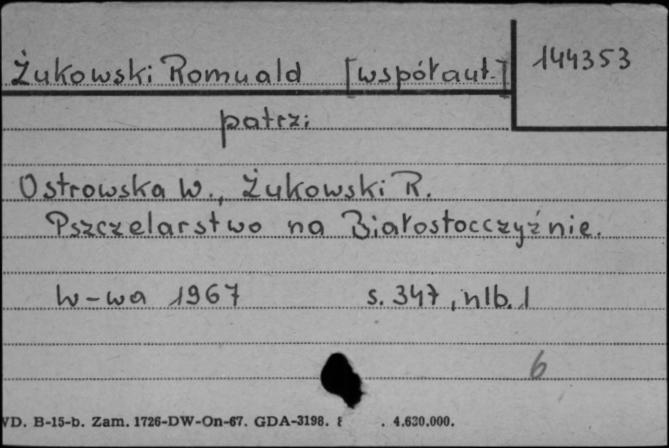 Żukowski Romuald [współaut.] 144353
patrz:
Ostrowska W., Żukowski R.
Pszczelarstwo na Białostocczyźnie.
W-wa 1967 s. 347, nlb. 1
6
VD. B-15-b. Zam. 1726-DW-On-67. GDA-3198. . 4.630.000.